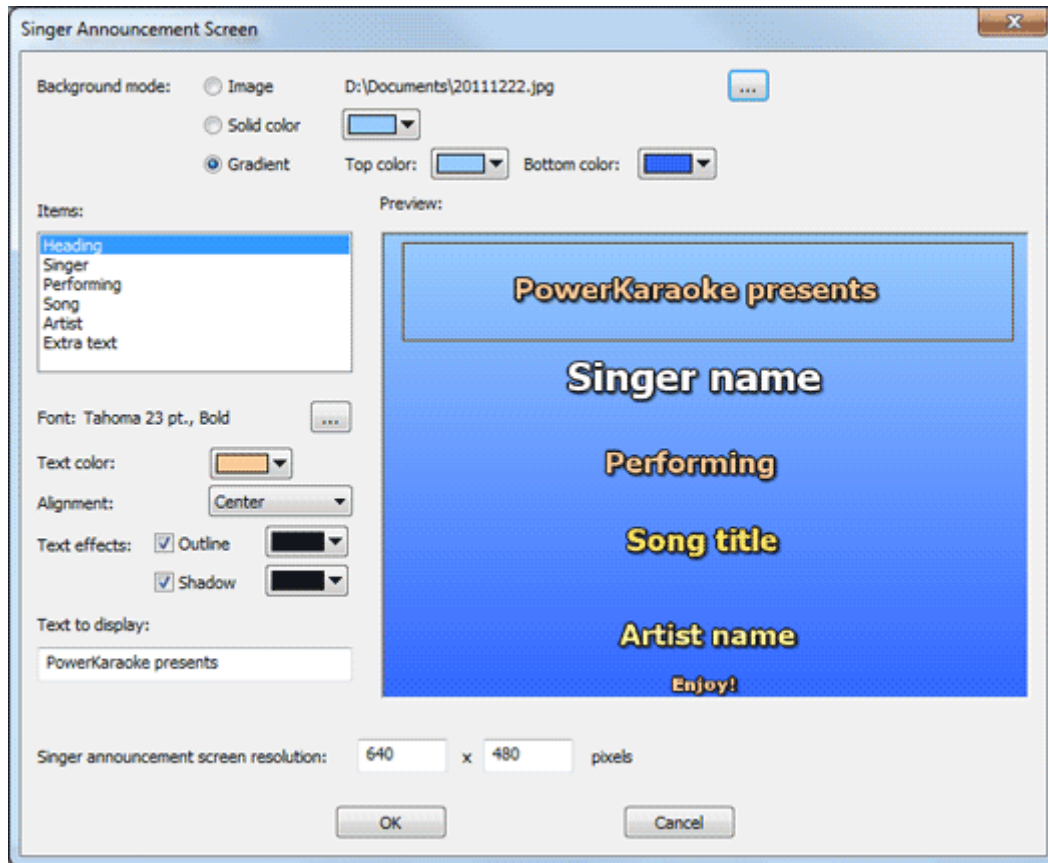 Singer Announcement Screen
Background mode: Image D:\Documents\20111222.jpg ...
Solid color
Gradient Top color: Bottom color:
Items:
Preview:
Heading
Singer
Performing
Song
Artist
Extra text
Font: Tahoma 23 pt., Bold ...
Text color:
Alignment: Center
Text effects: Outline
Shadow
Text to display:
PowerKaraoke presents
PowerKaraoke presents
Singer name
Performing
Song title
Artist name
Enjoy!
Singer announcement screen resolution: 640 x 480 pixels
OK Cancel